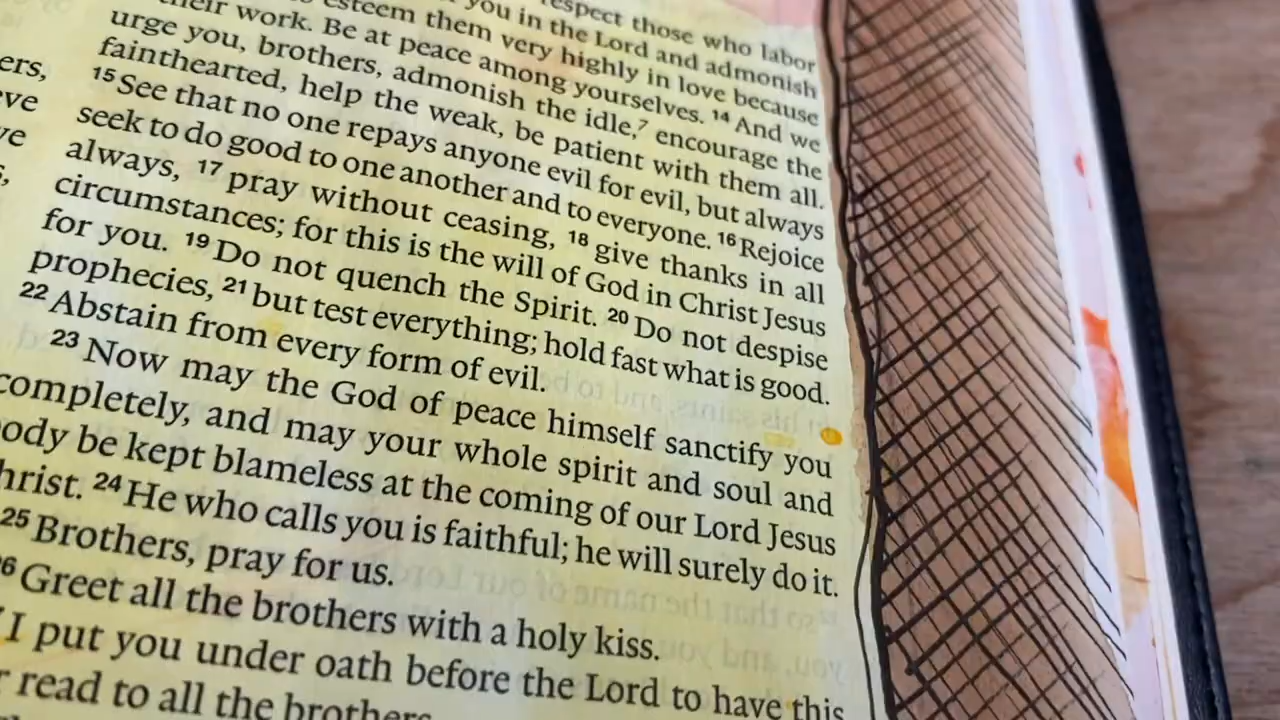 respect those who labor
you in the Lord and admonish
esteem them very highly in love because
their work. Be at peace among yourselves. 14 And we
urge you, brothers, admonish the idle,7 encourage the
fainthearted, help the weak, be patient with them all.
15 See that no one repays anyone evil for evil, but always
seek to do good to one another and to everyone. 16 Rejoice
always, 17 pray without ceasing, 18 give thanks in all
circumstances; for this is the will of God in Christ Jesus
for you. 19 Do not quench the Spirit. 20 Do not despise
prophecies, 21 but test everything; hold fast what is good.
22 Abstain from every form of evil.
23 Now may the God of peace himself sanctify you
completely, and may your whole spirit and soul and
ody be kept blameless at the coming of our Lord Jesus
hrist. 24 He who calls you is faithful; he will surely do it.
25 Brothers, pray for us.
26 Greet all the brothers with a holy kiss.
I put you under oath before the Lord to have this
r read to all the brothers.